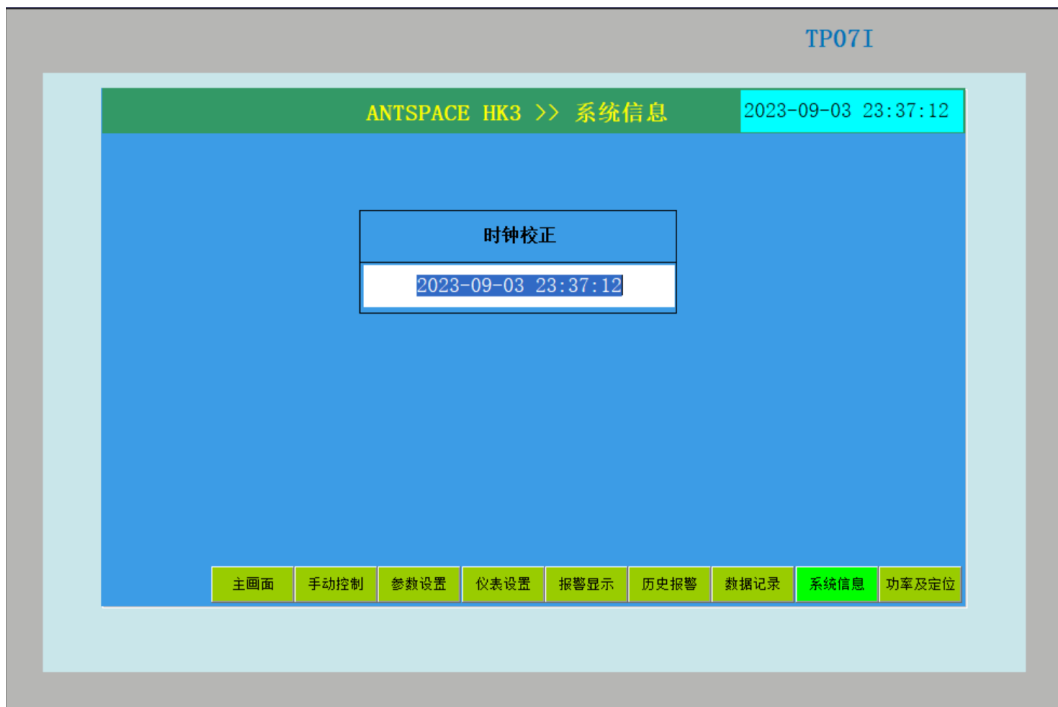 TP07I
ANTSPACE HK3 >> 系统信息 2023-09-03 23:37:12
时钟校正
2023-09-03 23:37:12
主画面 手动控制 参数设置 仪表设置 报警显示 历史报警 数据记录 系统信息 功率及定位